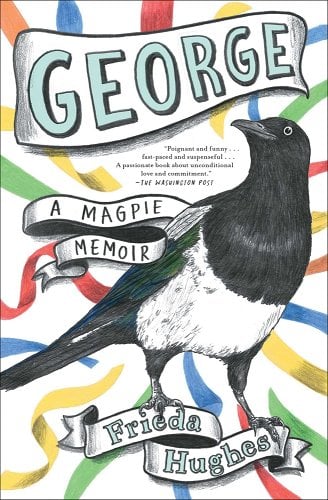 GEORGE
"Poignant and funny . . .
fast-paced and suspenseful . . .
A passionate book about unconditional
love and commitment."
—THE WASHINGTON POST
A MAGPIE
MEMOIR
Frieda
Hughes